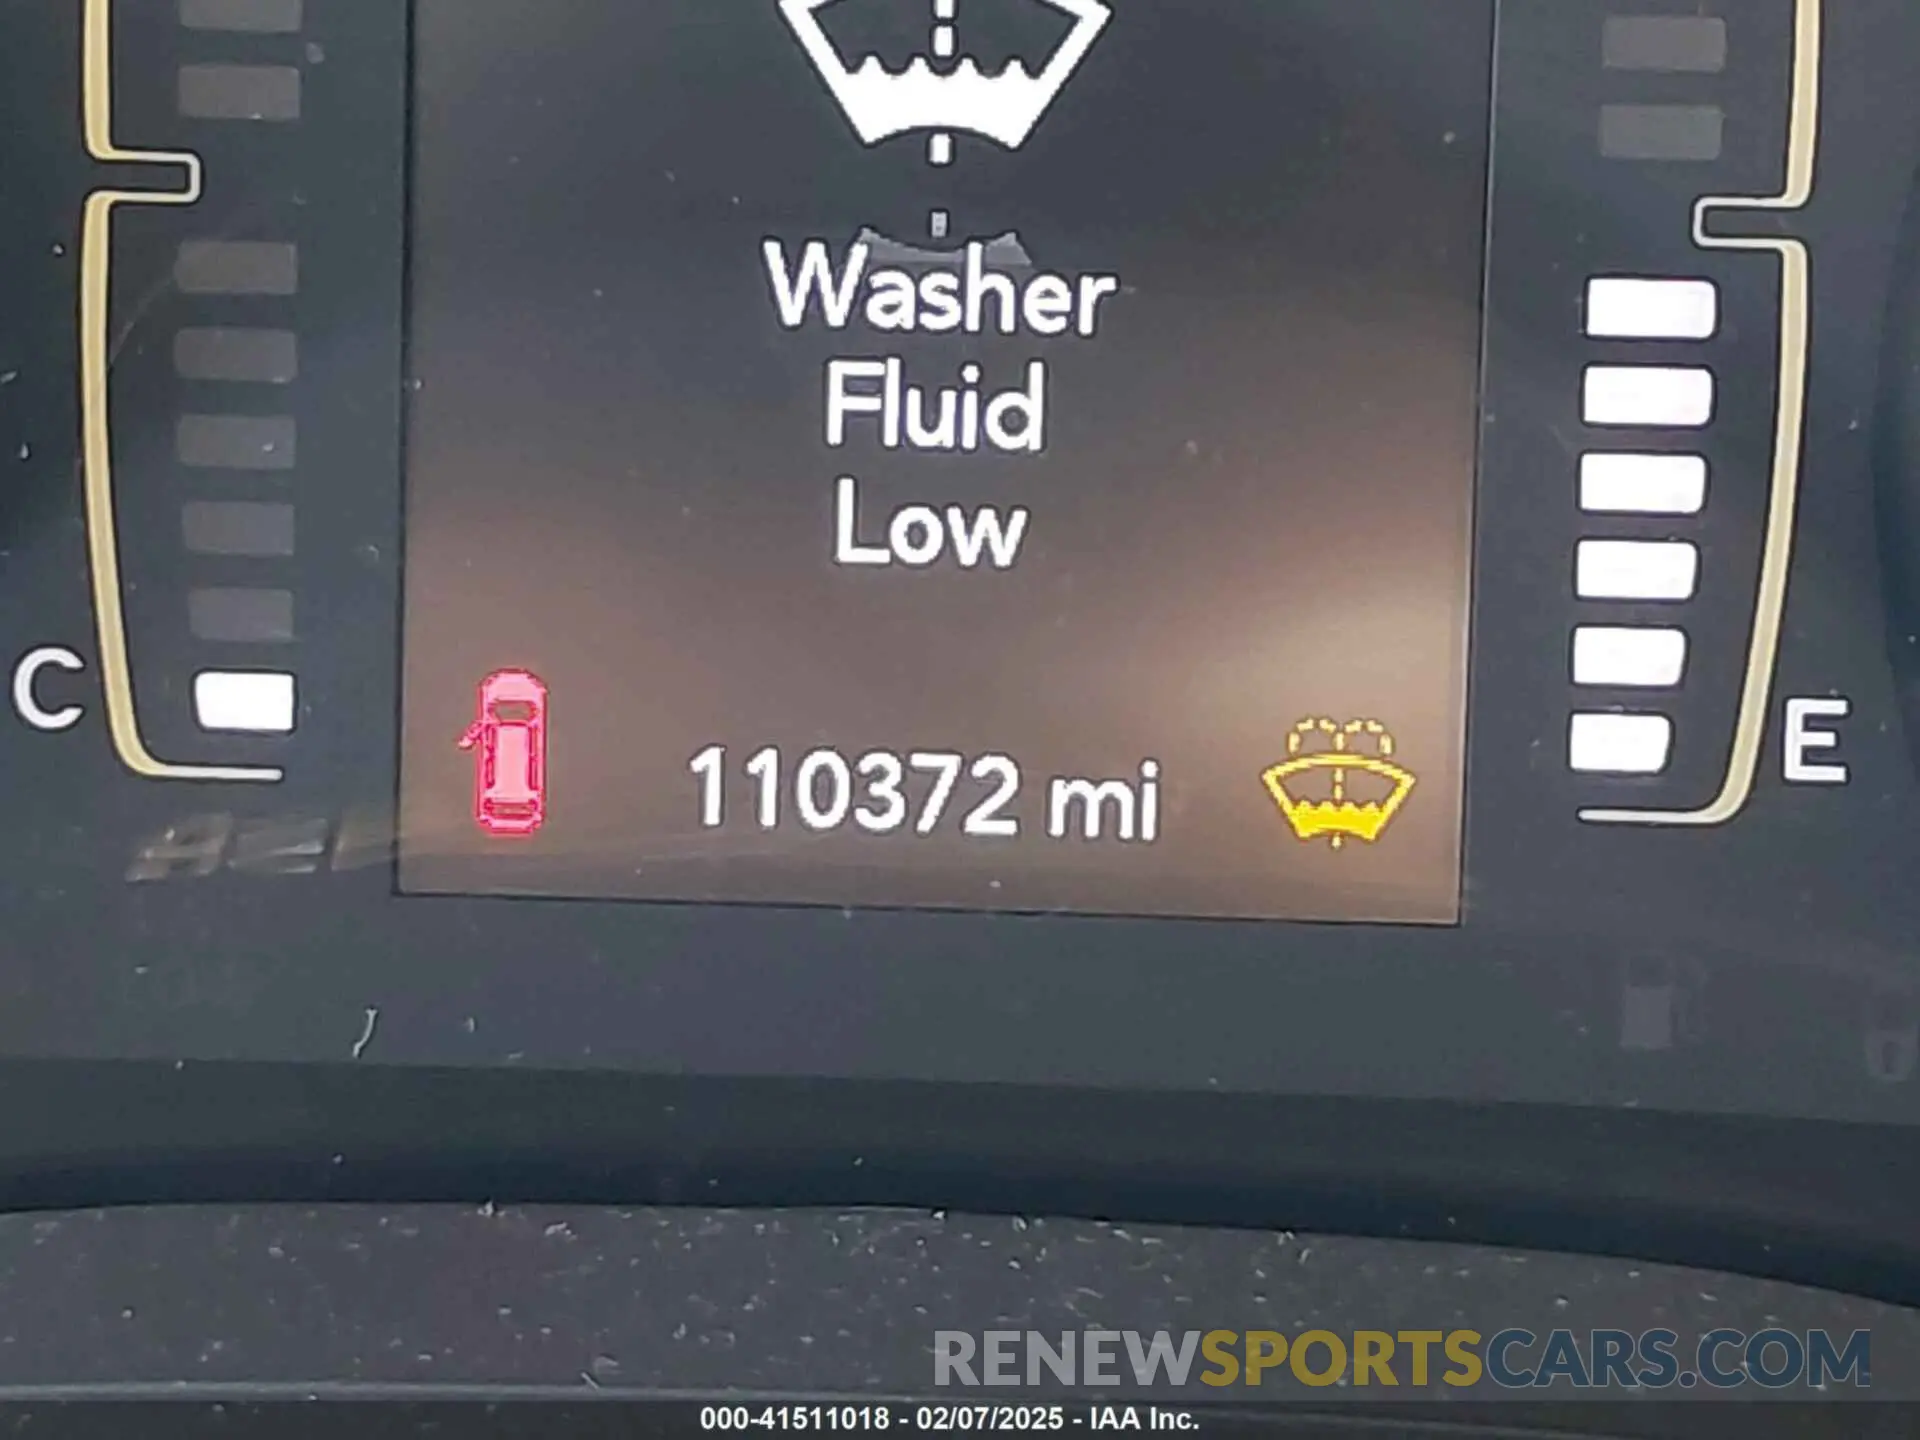 Washer
Fluid
Low
C
110372 mi
E
RENEWSPORTSCARS.COM
000-41511018 - 02/07/2025 - IAA Inc.